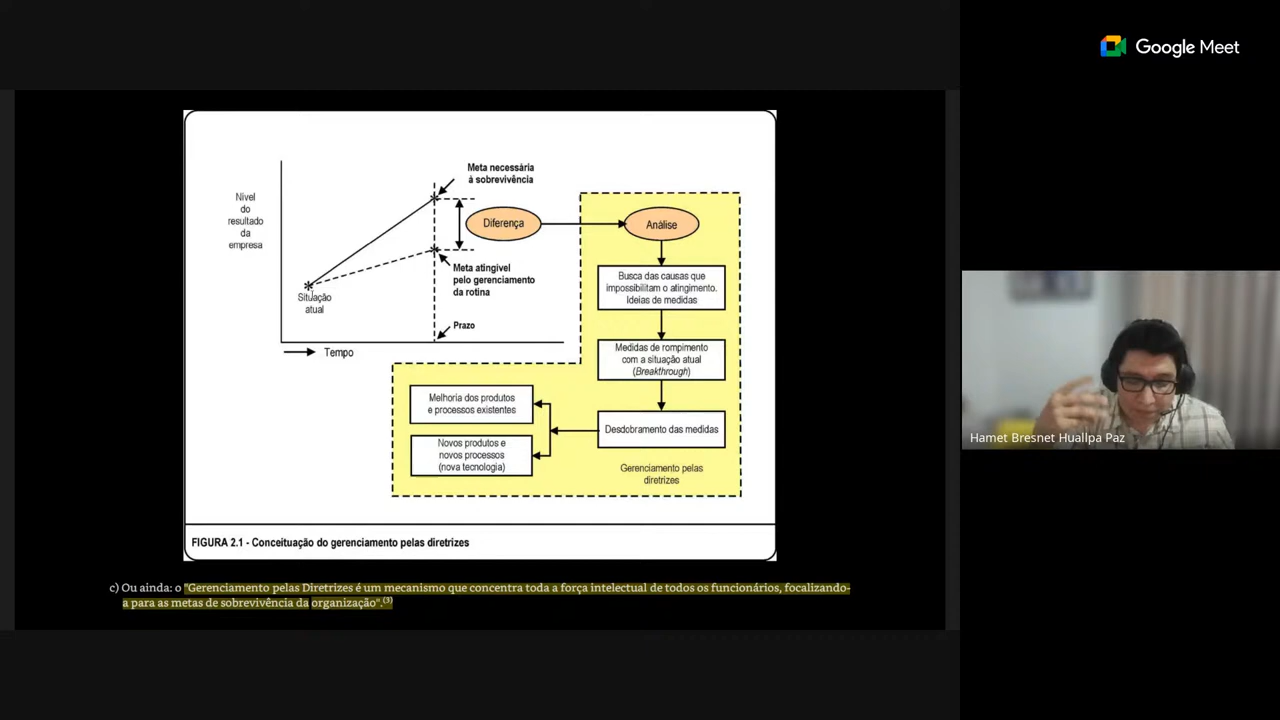 Google Meet
Meta necessária
à sobrevivência
Nível
do
resultado
da
empresa
Diferença
Análise
Meta atingível
pelo gerenciamento
da rotina
Situação
atual
Prazo
Tempo
Busca das causas que
impossibilitam o atingimento.
Ideias de medidas
Medidas de rompimento
com a situação atual
(Breakthrough)
Melhoria dos produtos
e processos existentes
Desdobramento das medidas
Novos produtos e
novos processos
(nova tecnologia)
Gerenciamento pelas
diretrizes
FIGURA 2.1 - Conceituação do gerenciamento pelas diretrizes
c) Ou ainda: o "Gerenciamento pelas Diretrizes é um mecanismo que concentra toda a força intelectual de todos os funcionários, focalizando-
a para as metas de sobrevivência da organização".(3)
Hamet Bresnet Huallpa Paz